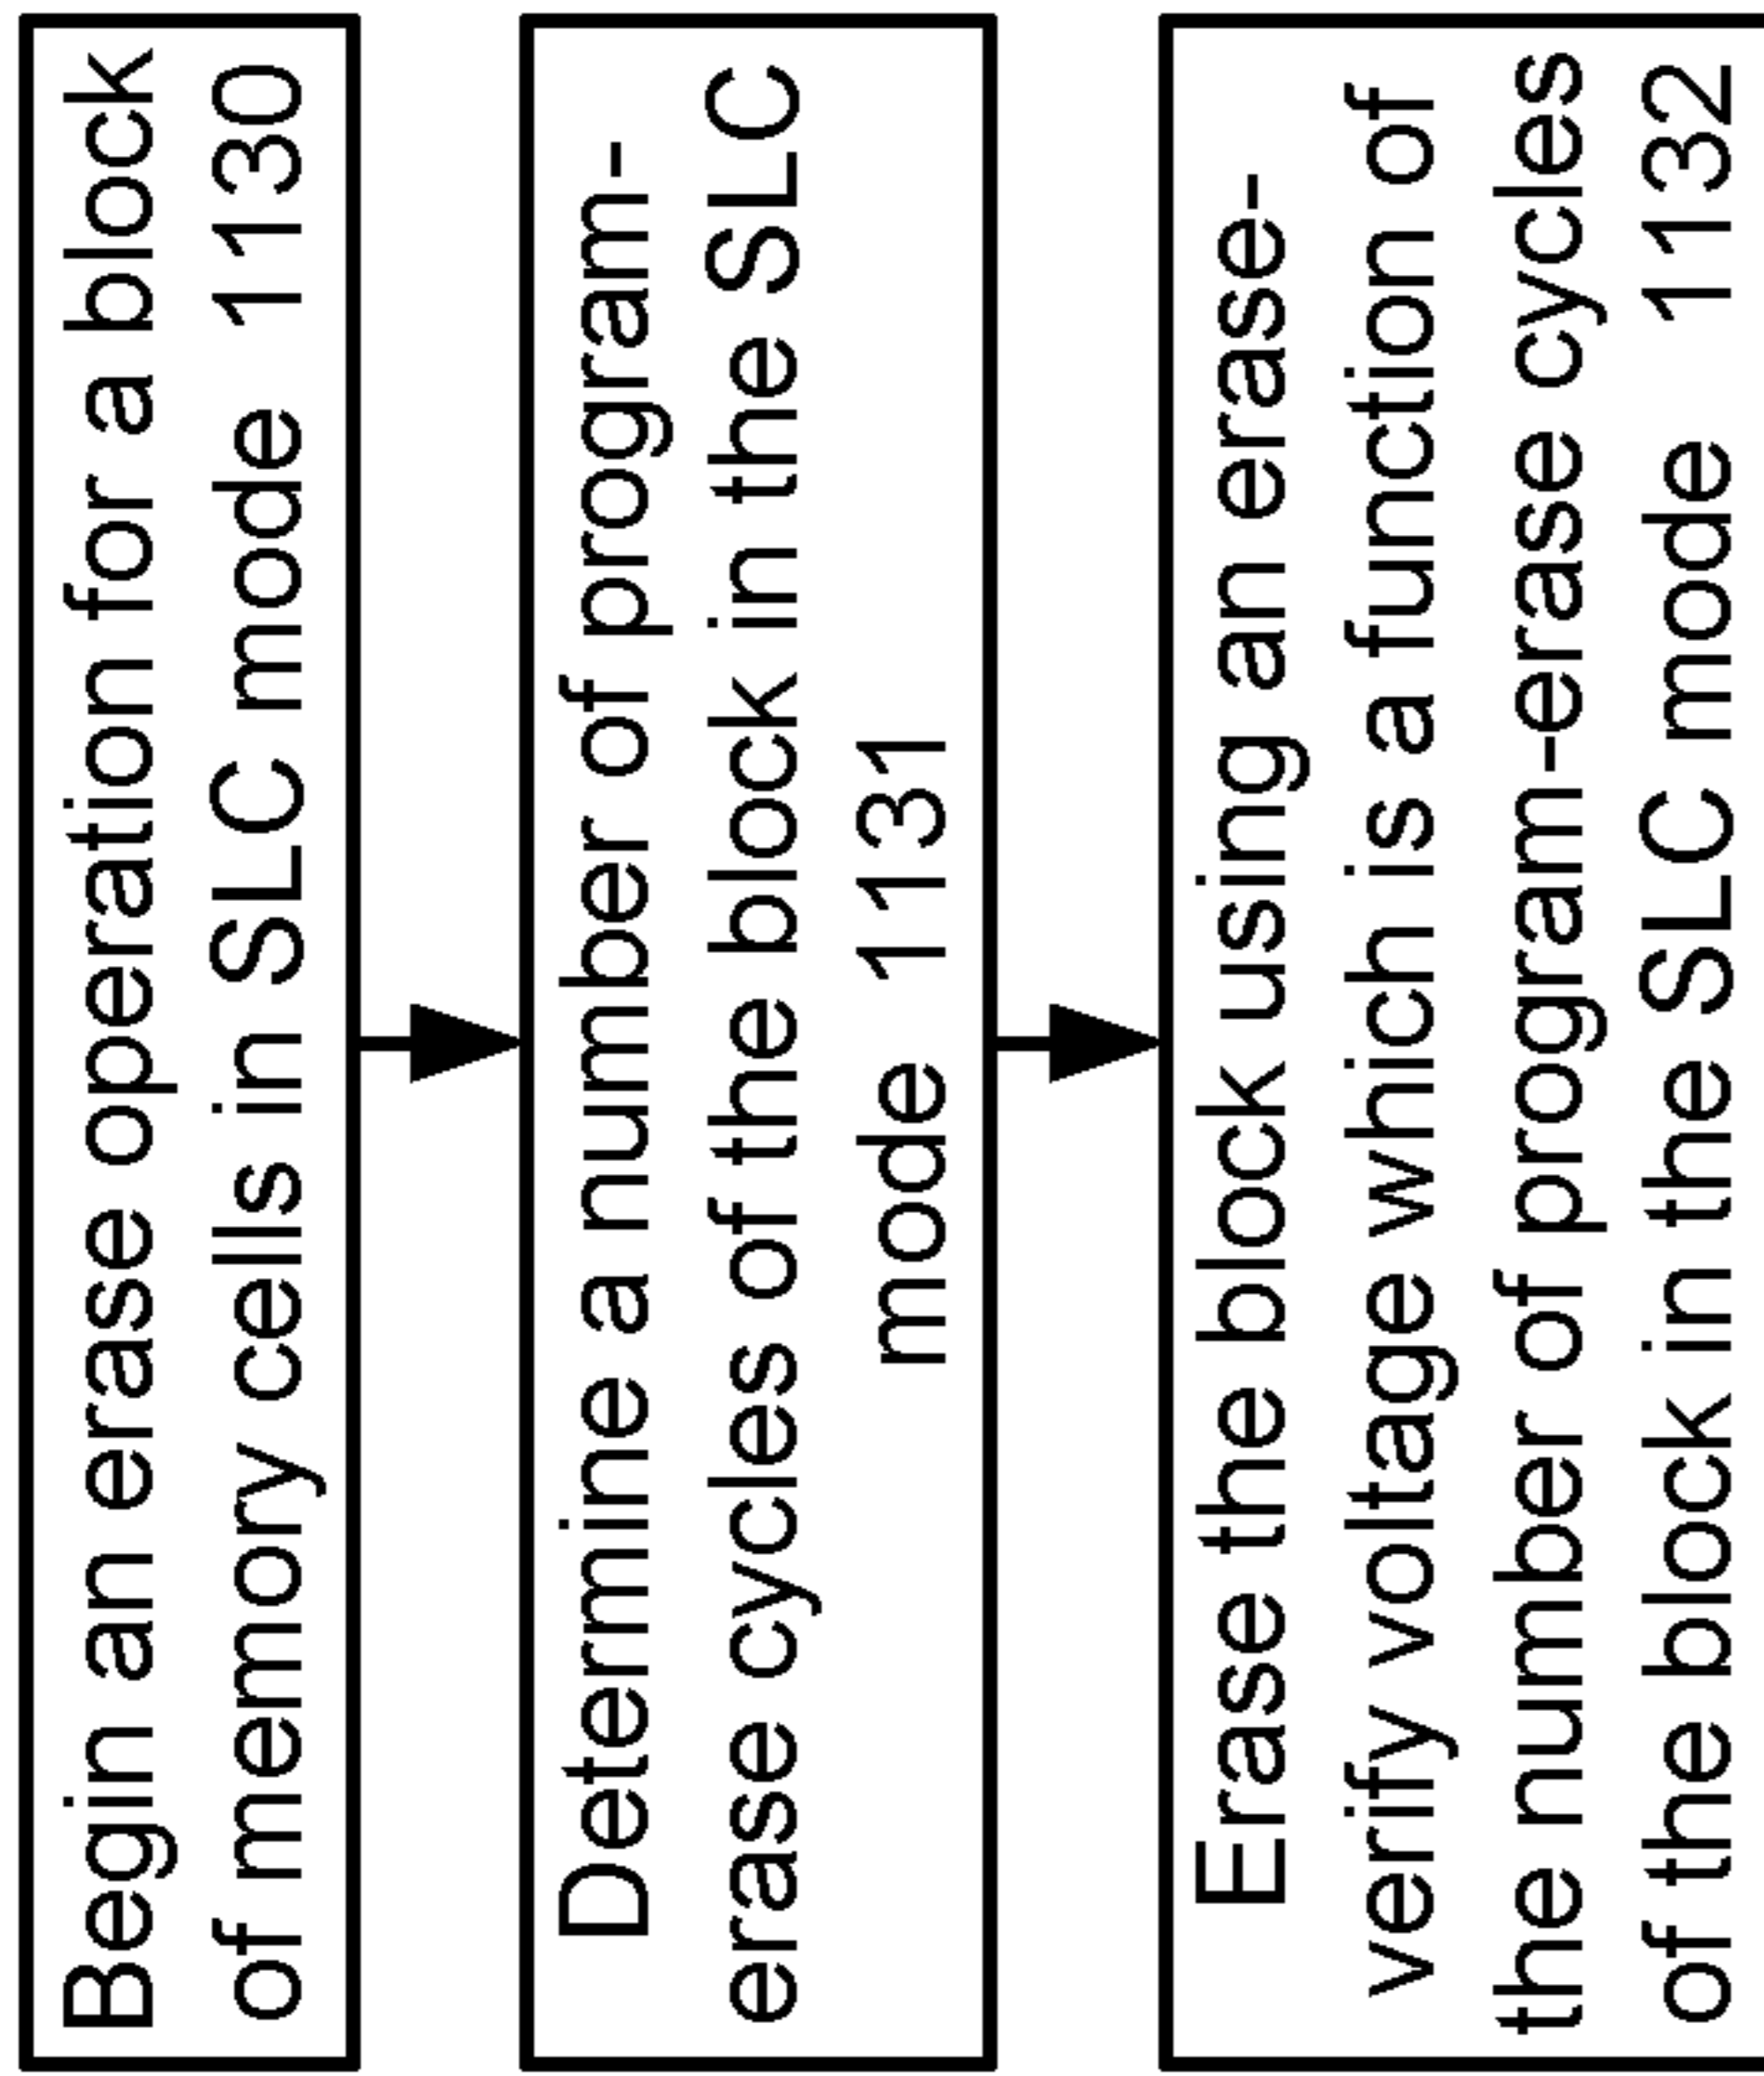 Begin an erase operation for a block
of memory cells in SLC mode 1130
Determine a number of program-
erase cycles of the block in the SLC
mode 1131
Erase the block using an erase-
verify voltage which is a function of
the number of program-erase cycles
of the block in the SLC mode 1132